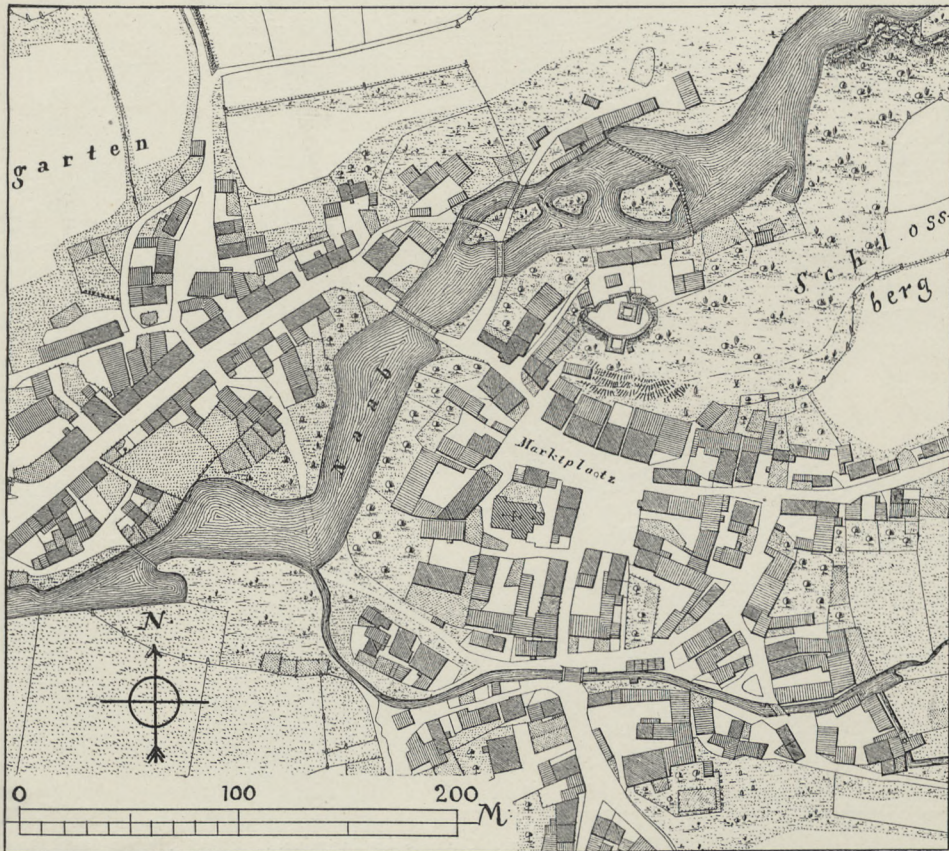 garten
Schloss-
berg
Naab
Marktplatz
N
0 100 200 M.